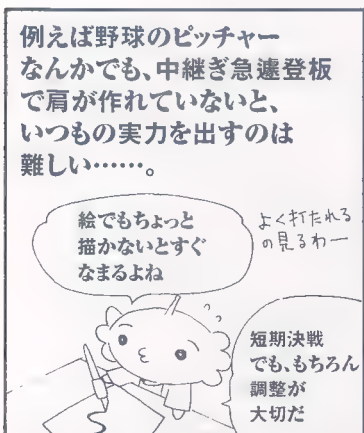 例えば野球のピッチャー
なんかでも、中継ぎ急遽登板
で肩が作れていないと、
いつもの実力を出すのは
難しい……。
よく打たれる
の見るわー
絵でもちょっと
描かないとすぐ
なまるよね
短期決戦
でも、もちろん
調整が
大切だ